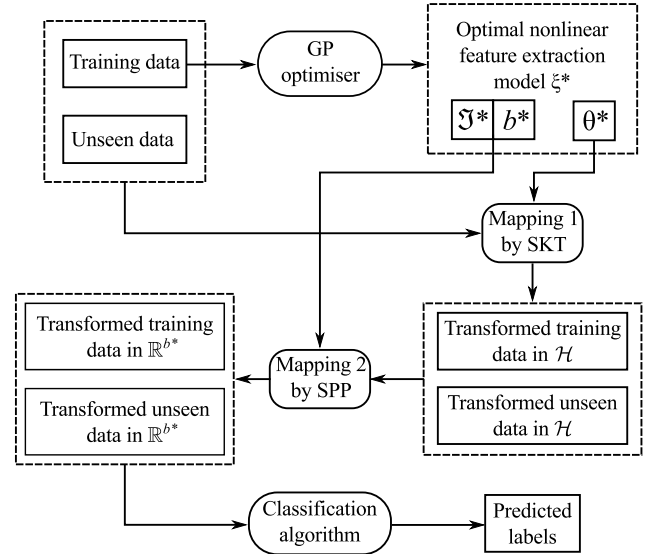 Training data
Unseen data
GP
optimiser
Optimal nonlinear
feature extraction
model ξ*
ℑ* b* θ*
Mapping 1
by SKT
Transformed training
data in ℋ
Transformed unseen
data in ℋ
Mapping 2
by SPP
Transformed training
data in ℝ^b*
Transformed unseen
data in ℝ^b*
Classification
algorithm
Predicted
labels